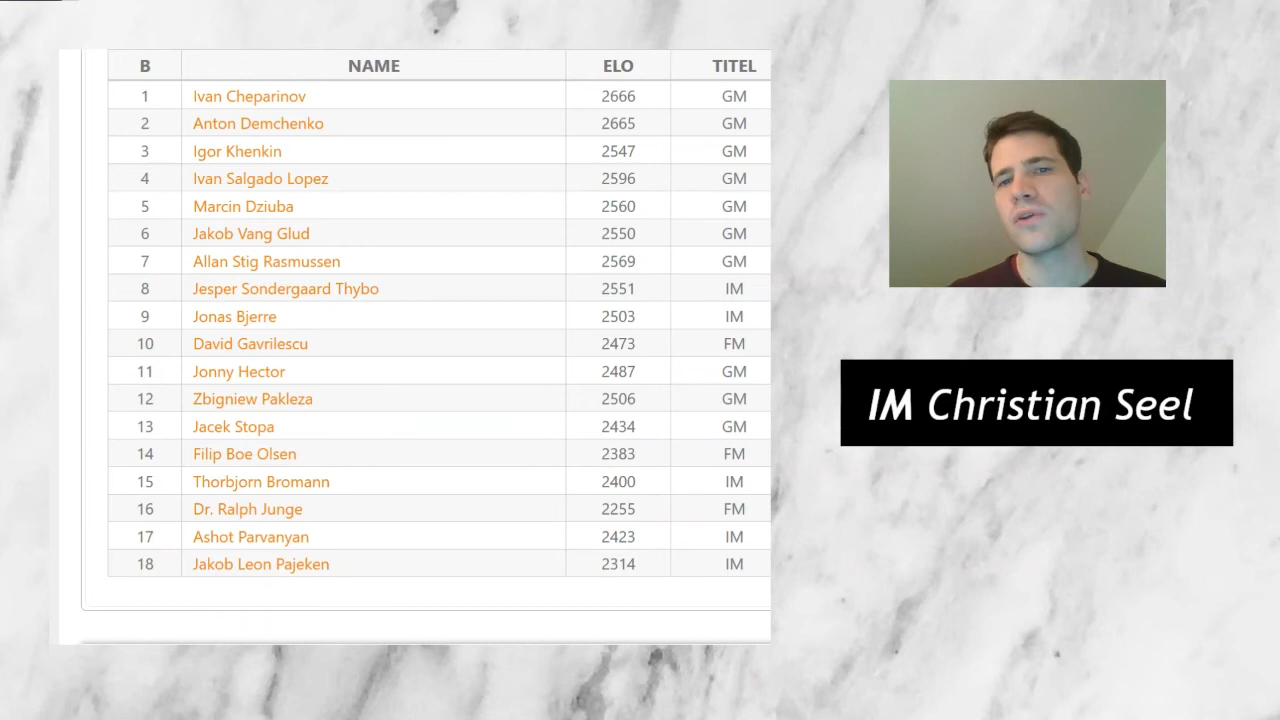 B NAME ELO TITEL
1 Ivan Cheparinov 2666 GM
2 Anton Demchenko 2665 GM
3 Igor Khenkin 2547 GM
4 Ivan Salgado Lopez 2596 GM
5 Marcin Dziuba 2560 GM
6 Jakob Vang Glud 2550 GM
7 Allan Stig Rasmussen 2569 GM
8 Jesper Sondergaard Thybo 2551 IM
9 Jonas Bjerre 2503 IM
10 David Gavrilescu 2473 FM
11 Jonny Hector 2487 GM
12 Zbigniew Pakleza 2506 GM
13 Jacek Stopa 2434 GM
14 Filip Boe Olsen 2383 FM
15 Thorbjorn Bromann 2400 IM
16 Dr. Ralph Junge 2255 FM
17 Ashot Parvanyan 2423 IM
18 Jakob Leon Pajeken 2314 IM
IM Christian Seel